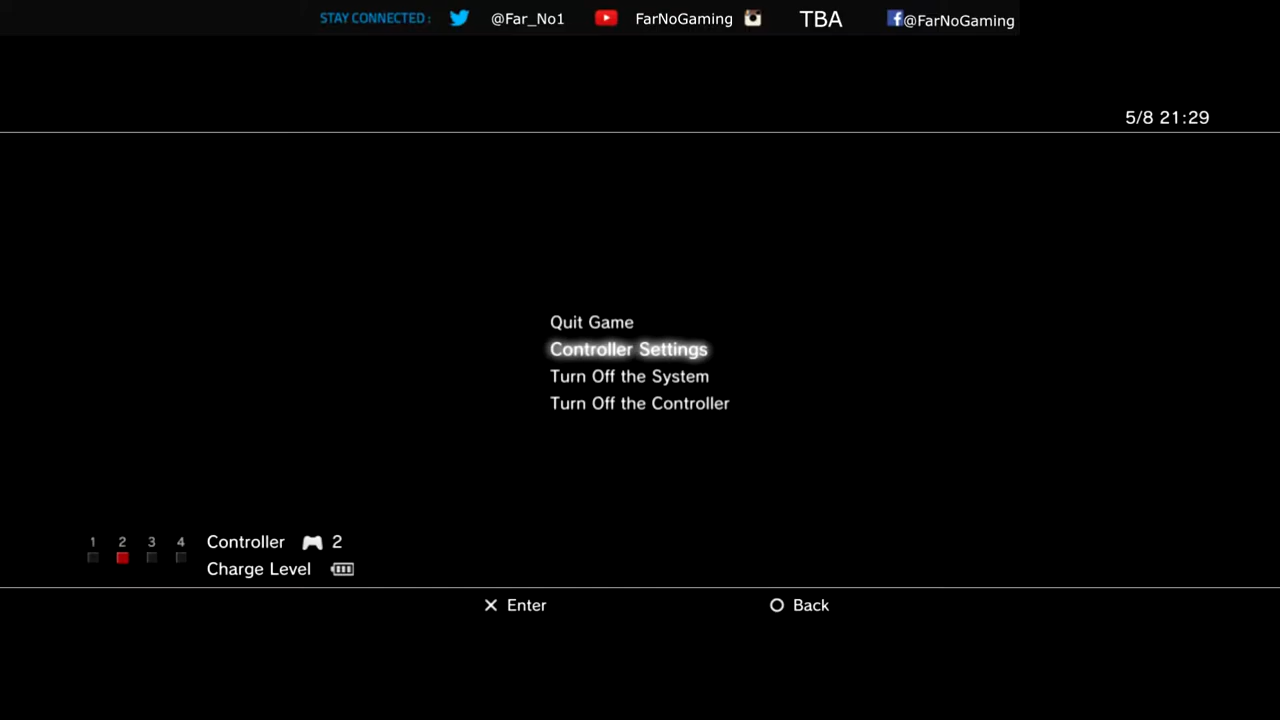 STAY CONNECTED : @Far_No1 FarNoGaming TBA @FarNoGaming
5/8 21:29
Quit Game
Controller Settings
Turn Off the System
Turn Off the Controller
1 2 3 4 Controller 2
Charge Level
Enter Back